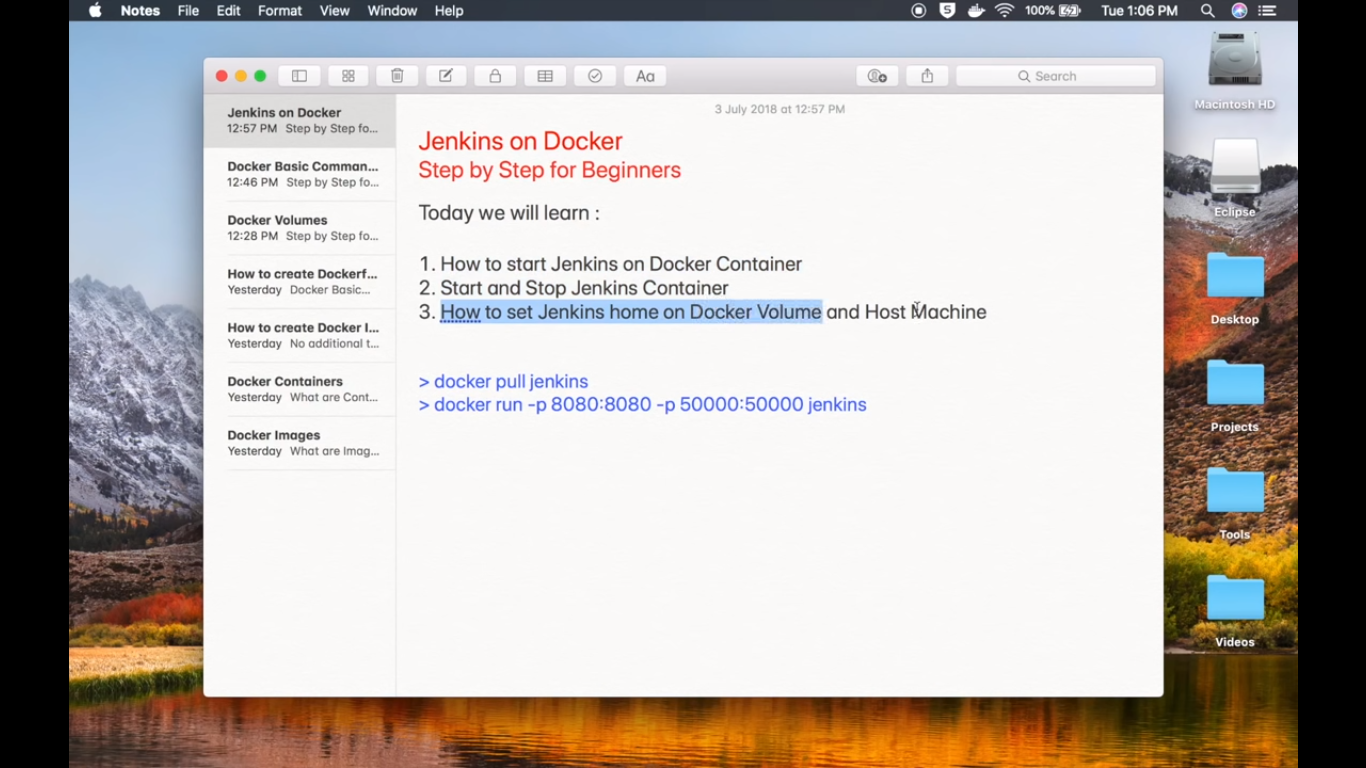 Notes File Edit Format View Window Help
100% Tue 1:06 PM
Aa
Search
Jenkins on Docker
12:57 PM Step by Step fo...
Docker Basic Comman...
12:46 PM Step by Step fo...
Docker Volumes
12:28 PM Step by Step fo...
How to create Dockerf...
Yesterday Docker Basic...
How to create Docker I...
Yesterday No additional t...
Docker Containers
Yesterday What are Cont...
Docker Images
Yesterday What are Imag...
3 July 2018 at 12:57 PM
Jenkins on Docker
Step by Step for Beginners
Today we will learn :
1. How to start Jenkins on Docker Container
2. Start and Stop Jenkins Container
3. How to set Jenkins home on Docker Volume and Host Machine
> docker pull jenkins
> docker run -p 8080:8080 -p 50000:50000 jenkins
Macintosh HD
Eclipse
Desktop
Projects
Tools
Videos